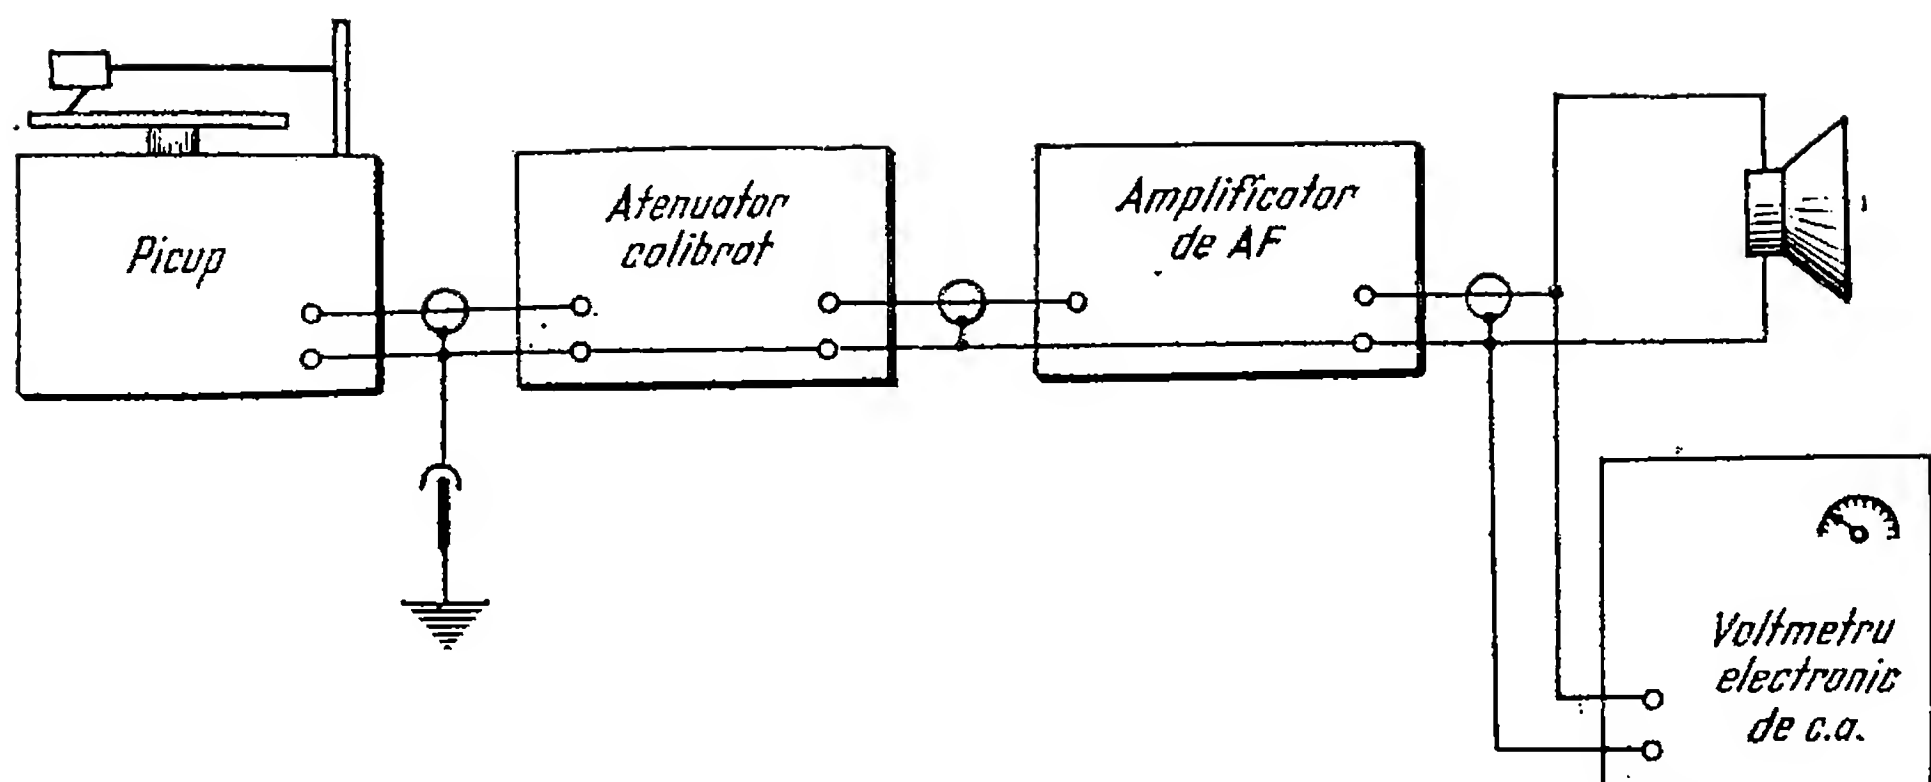 Picup
Atenuator
calibrat
Amplificator
de AF
Voltmetru
electronic
de c.a.